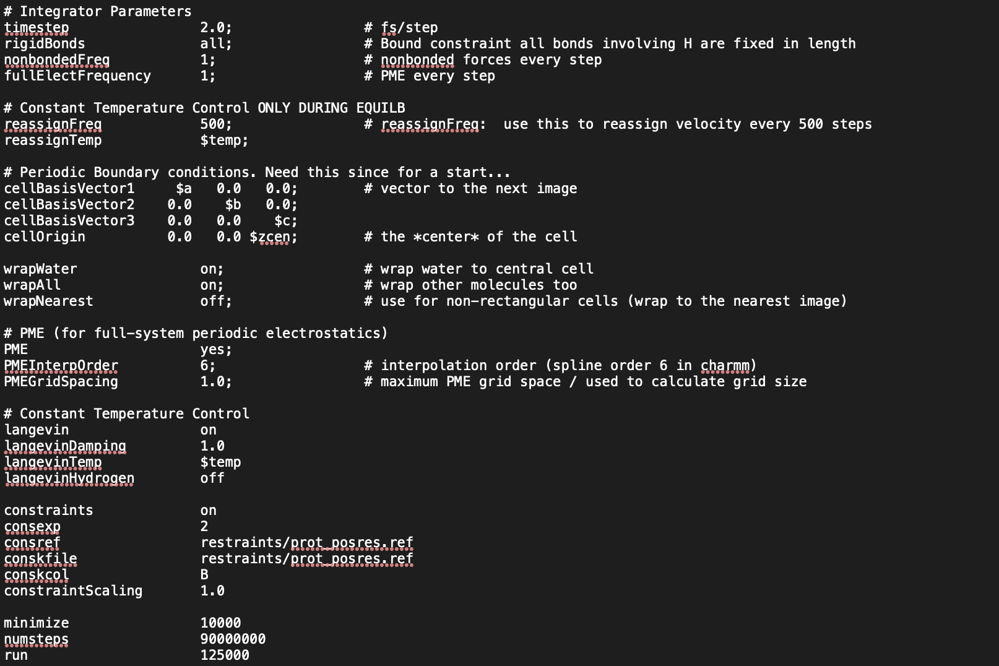 # Integrator Parameters
timestep                2.0;                # fs/step
rigidBonds              all;                # Bound constraint all bonds involving H are fixed in length
nonbondedFreq           1;                  # nonbonded forces every step
fullElectFrequency      1;                  # PME every step

# Constant Temperature Control ONLY DURING EQUILB
reassignFreq            500;                # reassignFreq:  use this to reassign velocity every 500 steps
reassignTemp            $temp;

# Periodic Boundary conditions. Need this since for a start...
cellBasisVector1     $a   0.0   0.0;        # vector to the next image
cellBasisVector2    0.0    $b   0.0;
cellBasisVector3    0.0   0.0    $c;
cellOrigin          0.0   0.0 $zcen;        # the *center* of the cell

wrapWater               on;                 # wrap water to central cell
wrapAll                 on;                 # wrap other molecules too
wrapNearest             off;                # use for non-rectangular cells (wrap to the nearest image)

# PME (for full-system periodic electrostatics)
PME                     yes;
PMEInterpOrder          6;                  # interpolation order (spline order 6 in charmm)
PMEGridSpacing          1.0;                # maximum PME grid space / used to calculate grid size

# Constant Temperature Control
langevin                on
langevinDamping         1.0
langevinTemp            $temp
langevinHydrogen        off

constraints             on
consexp                 2
consref                 restraints/prot_posres.ref
conskfile               restraints/prot_posres.ref
conskcol                B
constraintScaling       1.0

minimize                10000
numsteps                90000000
run                     125000